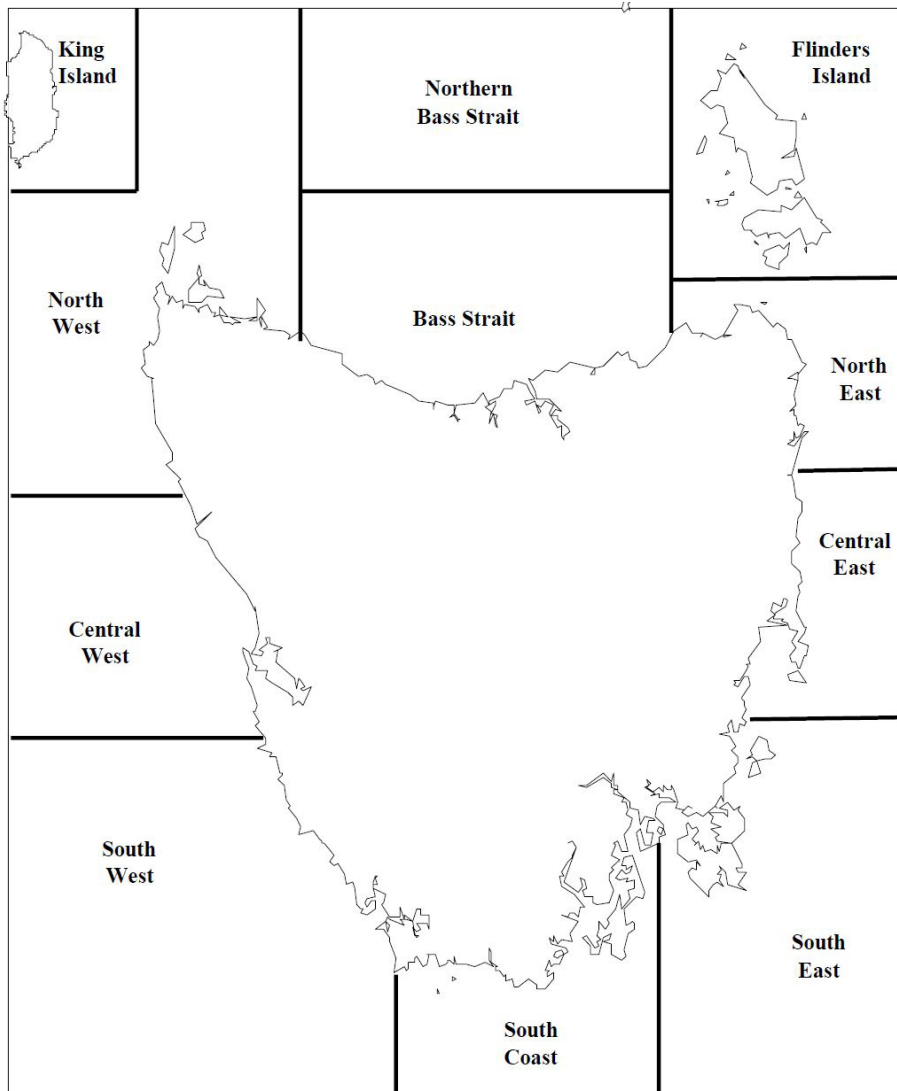 King
Island
Northern
Bass Strait
Flinders
Island
North
West
Bass Strait
North
East
Central
East
Central
West
South
West
South
East
South
Coast